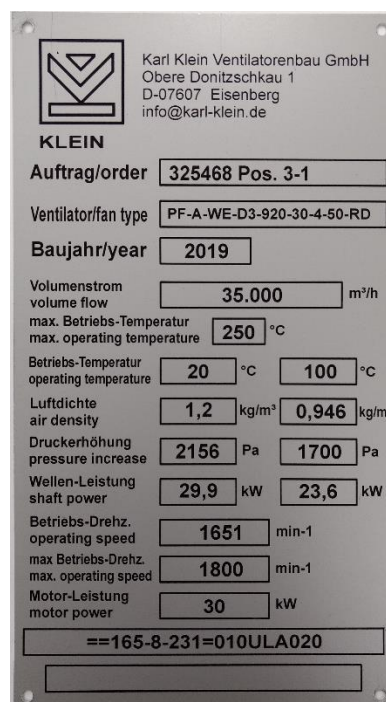 Karl Klein Ventilatorenbau GmbH
Obere Donitzschkau 1
D-07607 Eisenberg
info@karl-klein.de
KLEIN
Auftrag/order 325468 Pos. 3-1
Ventilator/fan type PF-A-WE-D3-920-30-4-50-RD
Baujahr/year 2019
Volumenstrom
volume flow 35.000 m³/h
max. Betriebs-Temperatur
max. operating temperature 250 °C
Betriebs-Temperatur
operating temperature 20 °C 100 °C
Luftdichte
air density 1,2 kg/m³ 0,946 kg/m
Druckerhöhung
pressure increase 2156 Pa 1700 Pa
Wellen-Leistung
shaft power 29,9 kW 23,6 kW
Betriebs-Drehz.
operating speed 1651 min-1
max Betriebs-Drehz.
max. operating speed 1800 min-1
Motor-Leistung
motor power 30 kW
==165-8-231=010ULA020